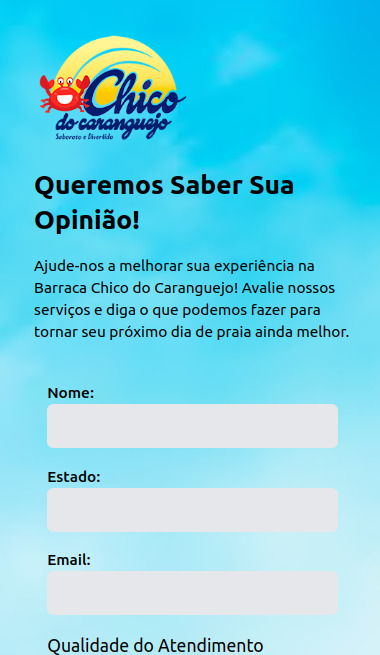 Chico
do caranguejo
Saboroso e Divertido
Queremos Saber Sua
Opinião!
Ajude-nos a melhorar sua experiência na
Barraca Chico do Caranguejo! Avalie nossos
serviços e diga o que podemos fazer para
tornar seu próximo dia de praia ainda melhor.
Nome:
Estado:
Email:
Qualidade do Atendimento